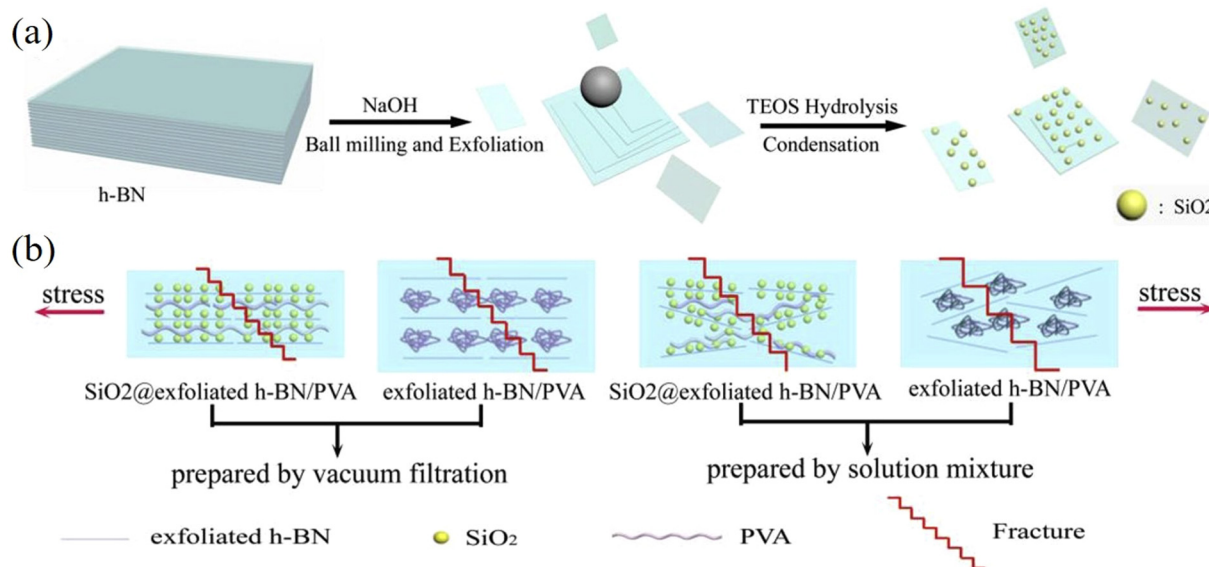 (a)
NaOH
Ball milling and Exfoliation
TEOS Hydrolysis
Condensation
h-BN
: SiO2
(b)
stress
stress
SiO2@exfoliated h-BN/PVA
exfoliated h-BN/PVA
SiO2@exfoliated h-BN/PVA
exfoliated h-BN/PVA
prepared by vacuum filtration
prepared by solution mixture
exfoliated h-BN
SiO₂
PVA
Fracture